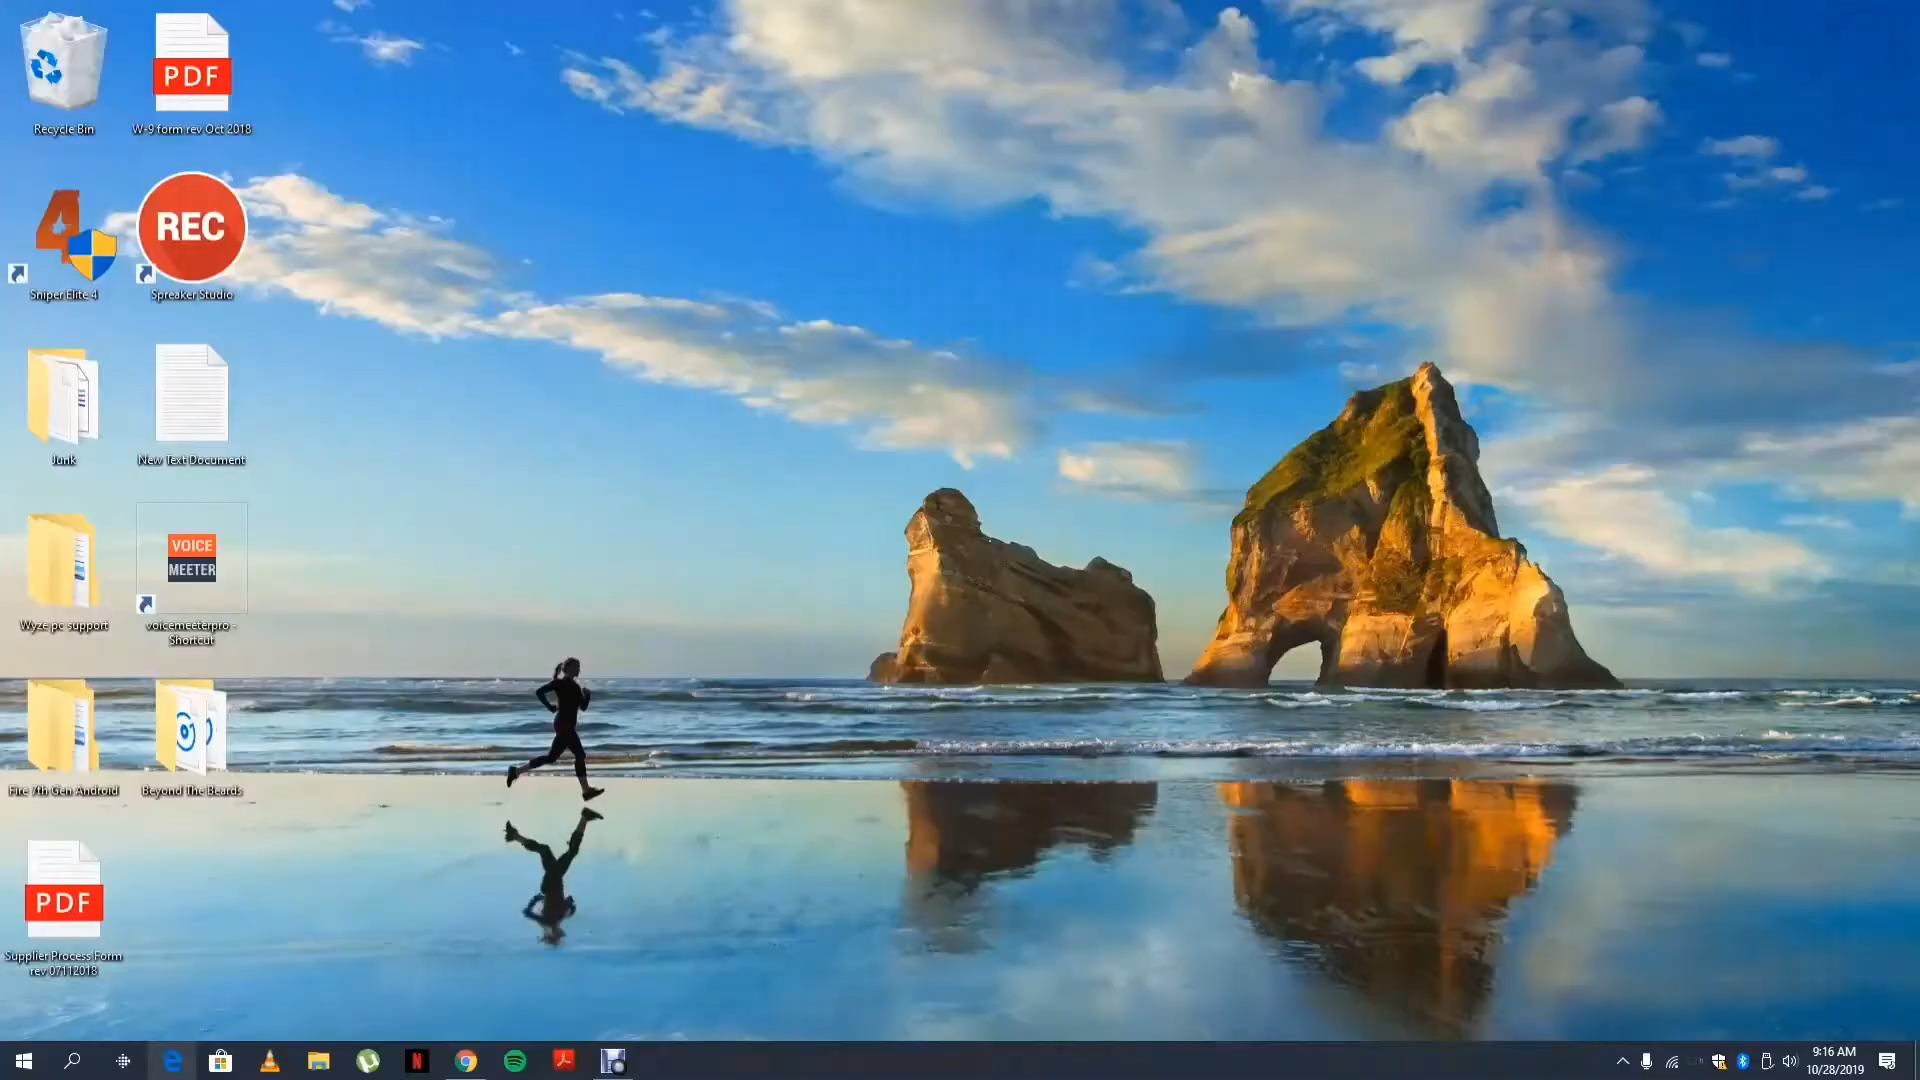 PDF
Recycle Bin
W-9 form rev Oct 2018
4
REC
Sniper Elite 4
Spreaker Studio
Junk
New Text Document
VOICE
MEETER
Wyze pc support
voicemeeterpro -
Shortcut
Fire 7th Gen Android
Beyond The Beards
PDF
Supplier Process Form
rev 07112018
N
9:16 AM
10/28/2019